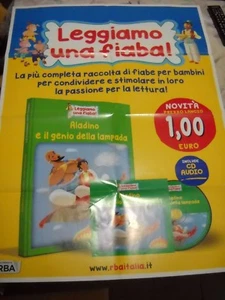 Leggiamo
una fiaba!
La più completa raccolta di fiabe per bambini
per condividere e stimolare in loro
la passione per la lettura!
NOVITÀ
PREZZO LANCIO
1,00
EURO
Leggiamo
una fiaba!
Aladino
e il genio della lampada
CD
AUDIO
RBA
www.rbaitalia.it